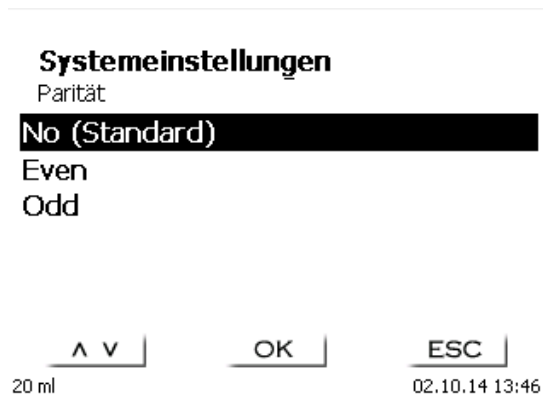 Systemeinstellungen
Parität
No (Standard)
Even
Odd
∧ ∨ OK ESC
20 ml 02.10.14 13:46